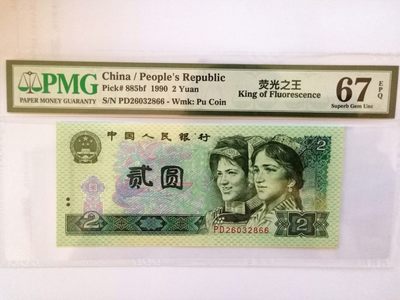 PMG
PAPER MONEY GUARANTY
China / People's Republic
Pick# 885bf 1990 2 Yuan
S/N PD26032866 - Wmk: Pu Coin
荧光之王
King of Fluorescence
67 EPQ
Superb Gem Unc
中国人民银行
贰圆
2
2
2
PD26032866